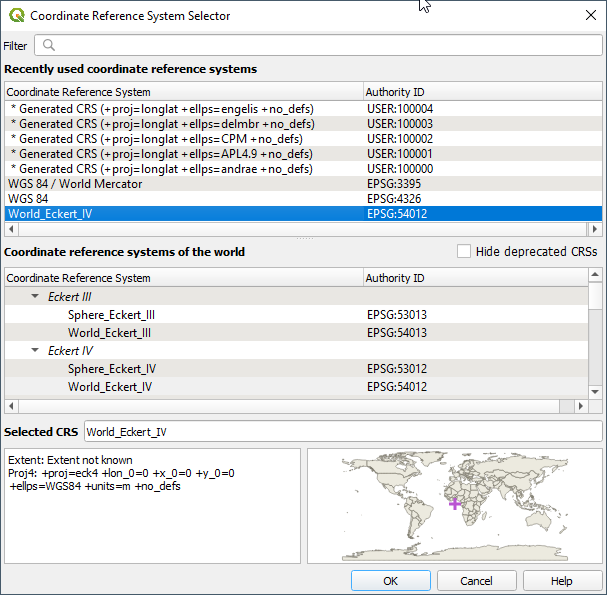 Coordinate Reference System Selector
Filter
Recently used coordinate reference systems
Coordinate Reference System Authority ID
* Generated CRS (+proj=longlat +ellps=engelis +no_defs) USER:100004
* Generated CRS (+proj=longlat +ellps=delmbr +no_defs) USER:100003
* Generated CRS (+proj=longlat +ellps=CPM +no_defs) USER:100002
* Generated CRS (+proj=longlat +ellps=APL4.9 +no_defs) USER:100001
* Generated CRS (+proj=longlat +ellps=andrae +no_defs) USER:100000
WGS 84 / World Mercator EPSG:3395
WGS 84 EPSG:4326
World_Eckert_IV EPSG:54012
Coordinate reference systems of the world Hide deprecated CRSs
Coordinate Reference System Authority ID
Eckert III
Sphere_Eckert_III EPSG:53013
World_Eckert_III EPSG:54013
Eckert IV
Sphere_Eckert_IV EPSG:53012
World_Eckert_IV EPSG:54012
Selected CRS World_Eckert_IV
Extent: Extent not known
Proj4: +proj=eck4 +lon_0=0 +x_0=0 +y_0=0
+ellps=WGS84 +units=m +no_defs
OK Cancel Help